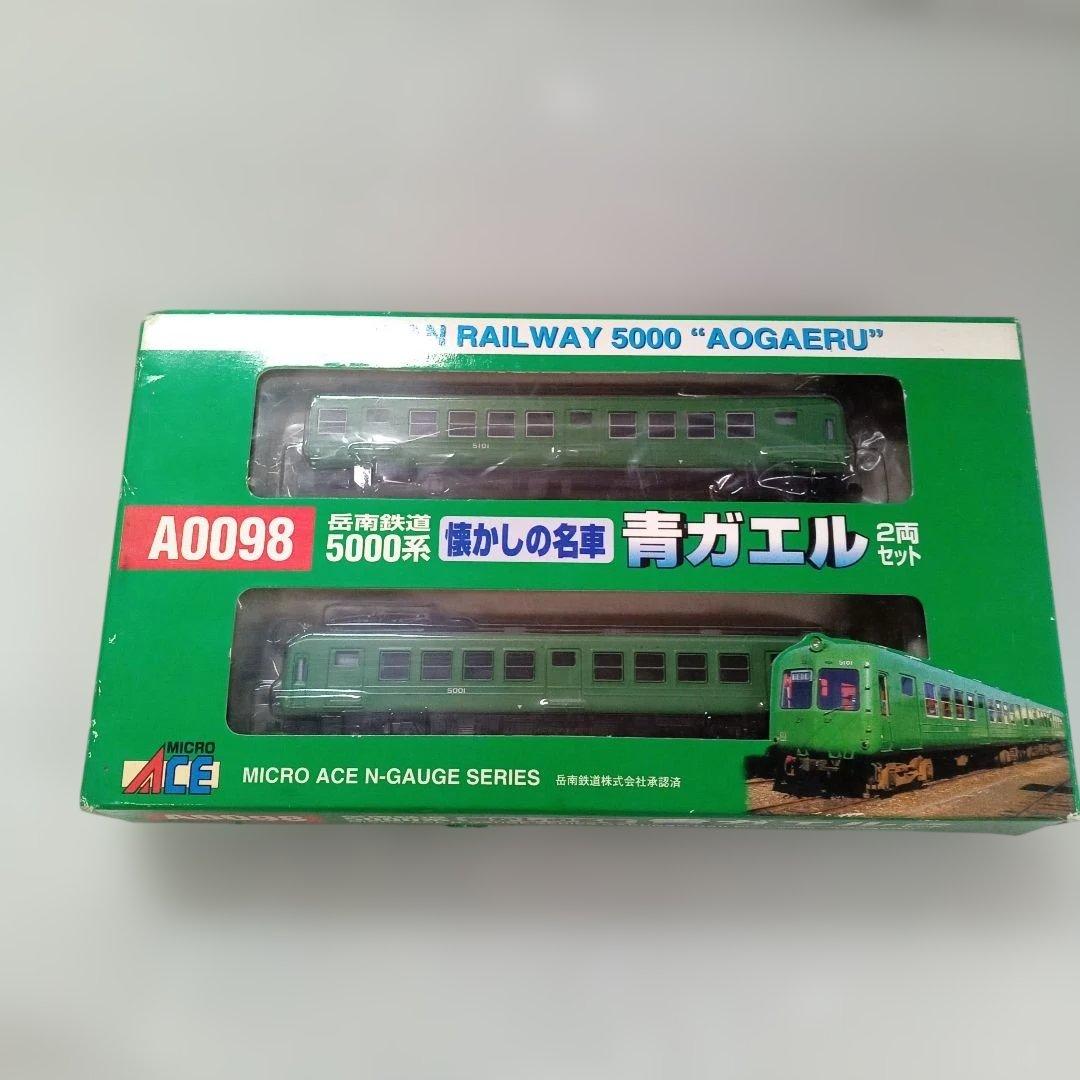 RAILWAY 5000 “AOGAERU”
5101
A0098
岳南鉄道
5000系
懐かしの名車
青ガエル
2両
セット
5001
5101
MICRO
ACE
MICRO ACE N-GAUGE SERIES
岳南鉄道株式会社承認済
A0098